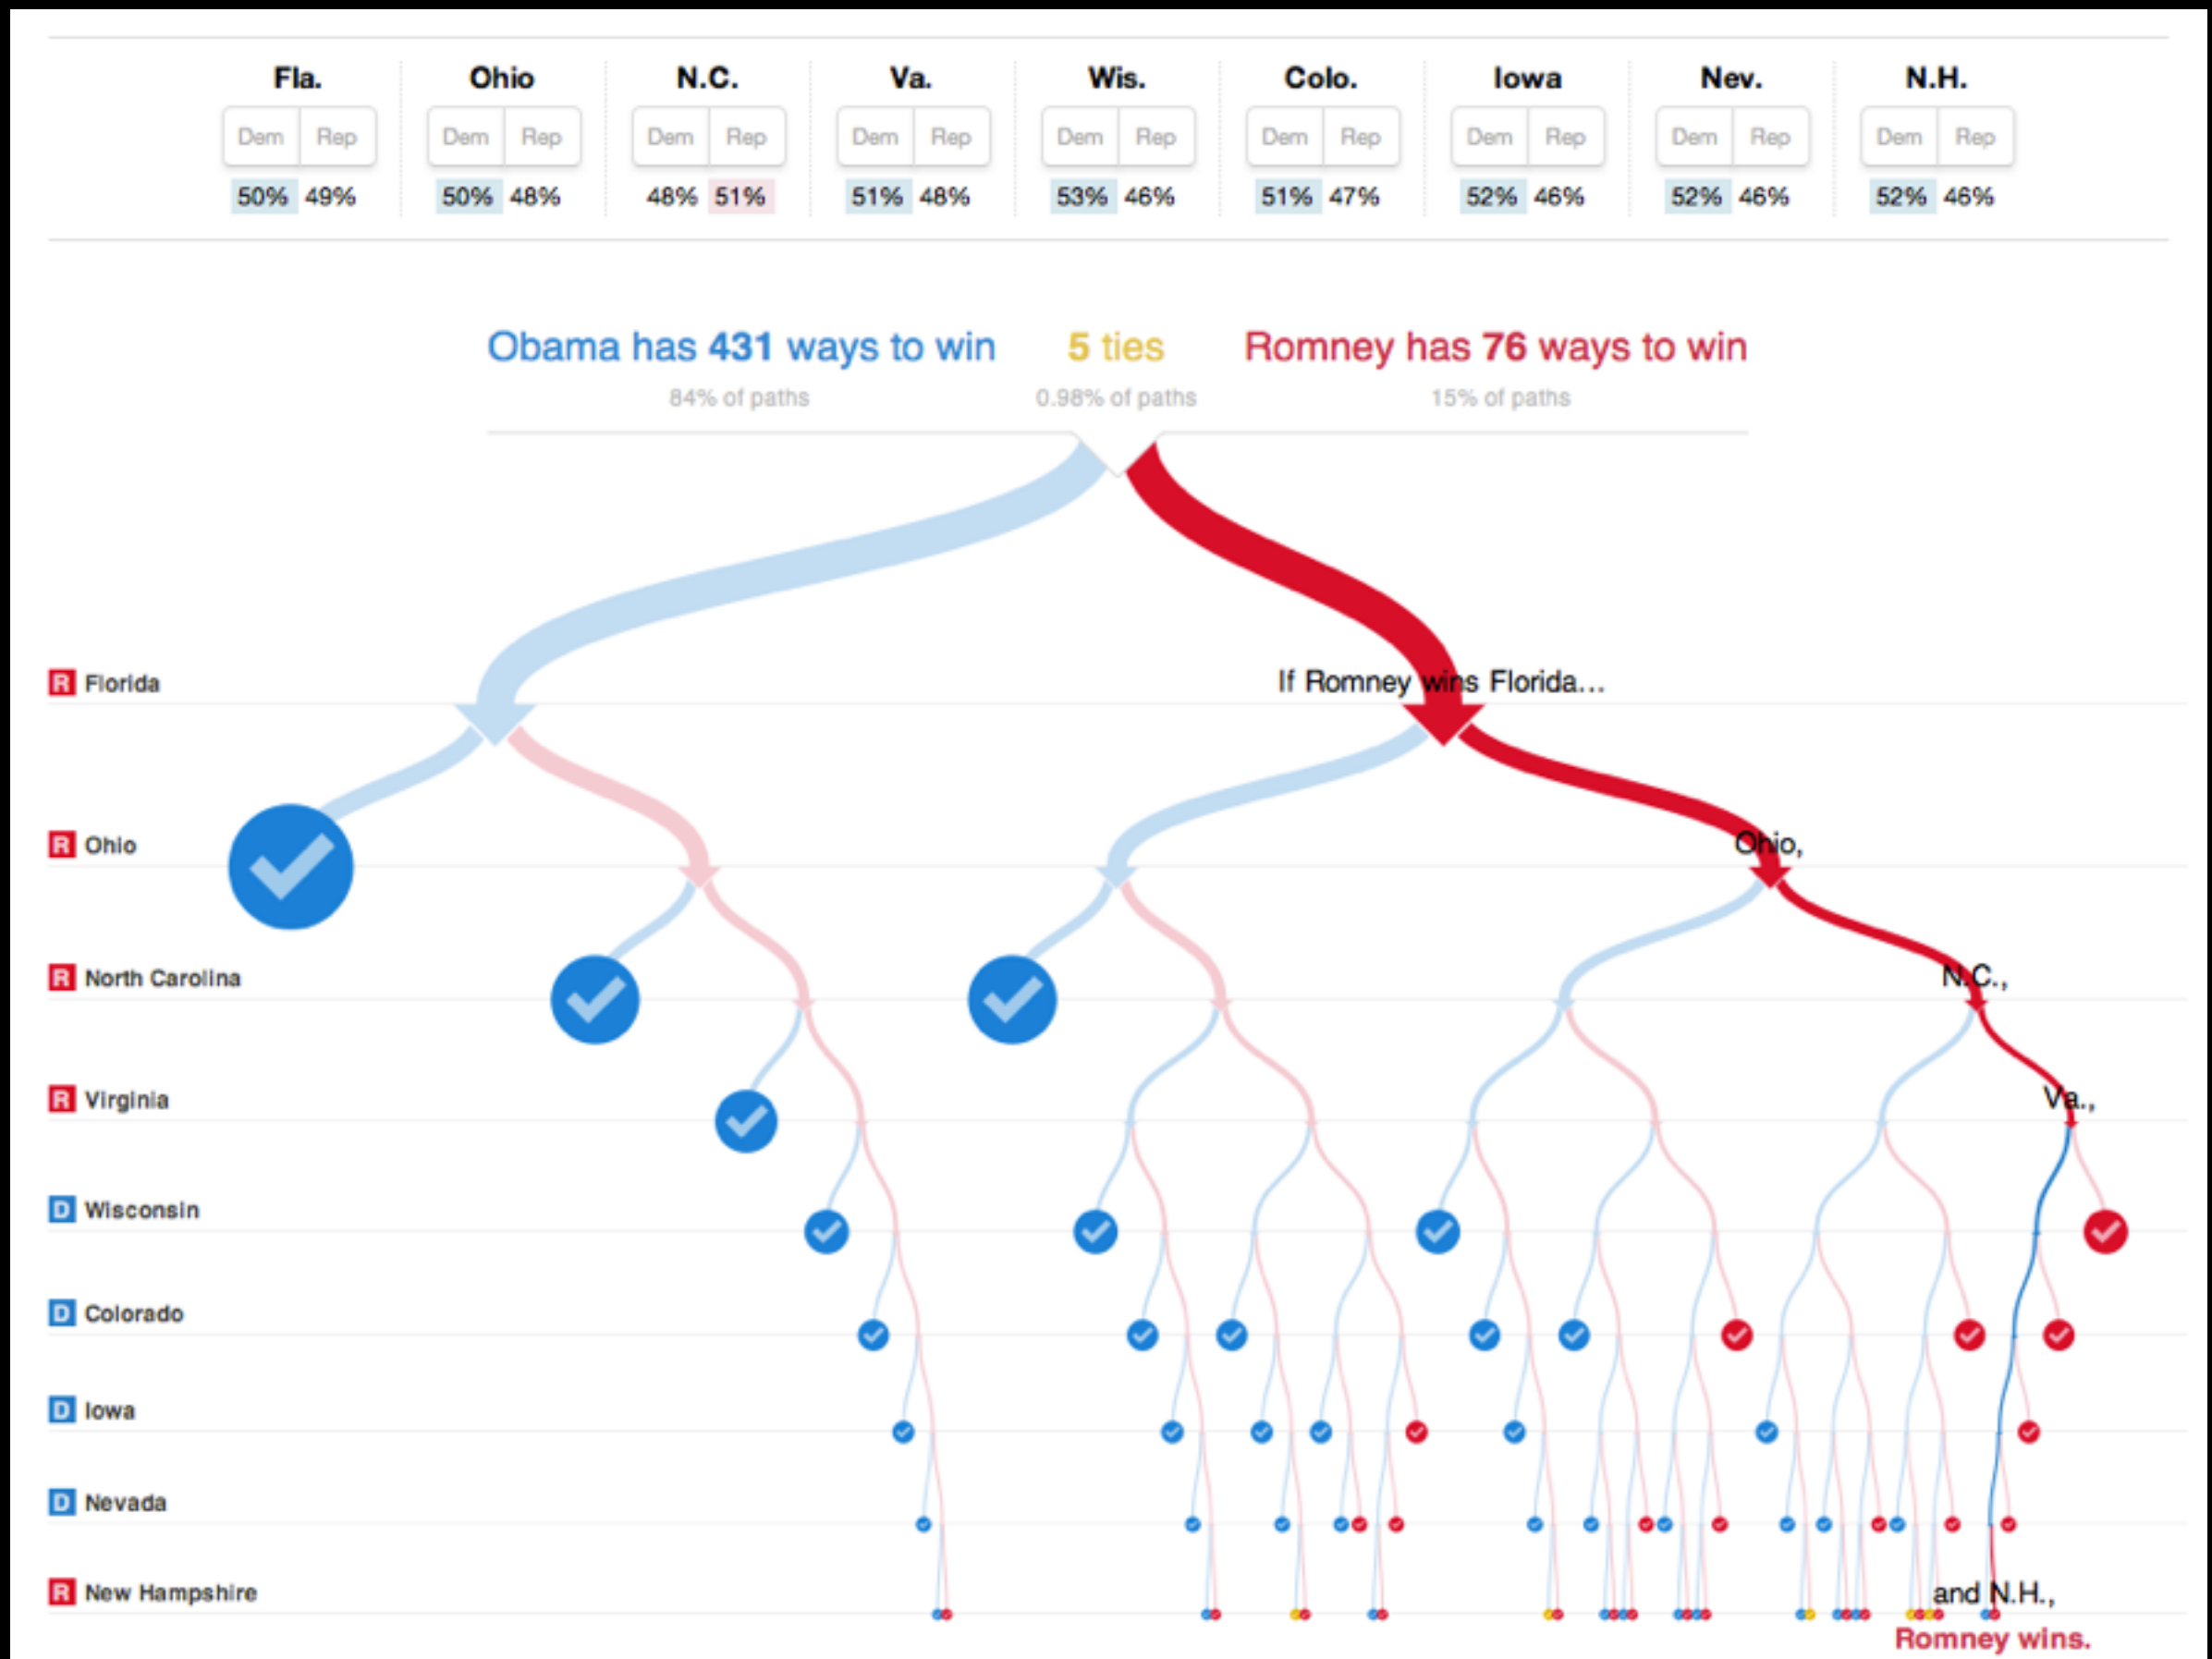 Fla. Ohio N.C. Va. Wis. Colo. Iowa Nev. N.H.
Dem Rep Dem Rep Dem Rep Dem Rep Dem Rep Dem Rep Dem Rep Dem Rep Dem Rep
50% 49% 50% 48% 48% 51% 51% 48% 53% 46% 51% 47% 52% 46% 52% 46% 52% 46%
Obama has 431 ways to win 5 ties Romney has 76 ways to win
84% of paths 0.98% of paths 15% of paths
R Florida If Romney wins Florida...
R Ohio Ohio,
R North Carolina N.C.,
R Virginia Va.,
D Wisconsin
D Colorado
D Iowa
D Nevada
R New Hampshire and N.H.,
Romney wins.